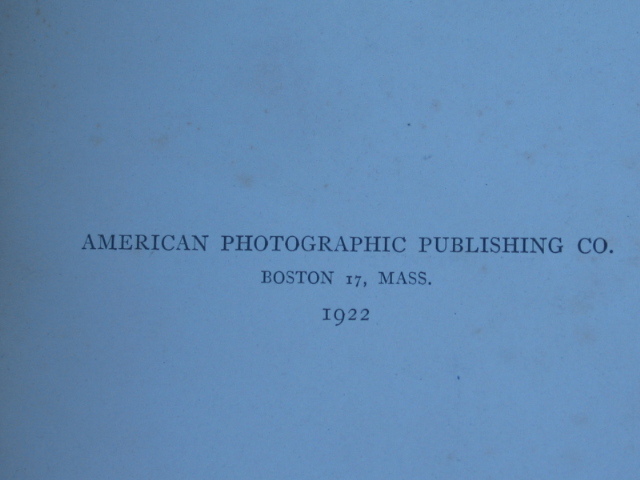 AMERICAN PHOTOGRAPHIC PUBLISHING CO.
BOSTON 17, MASS.
1922